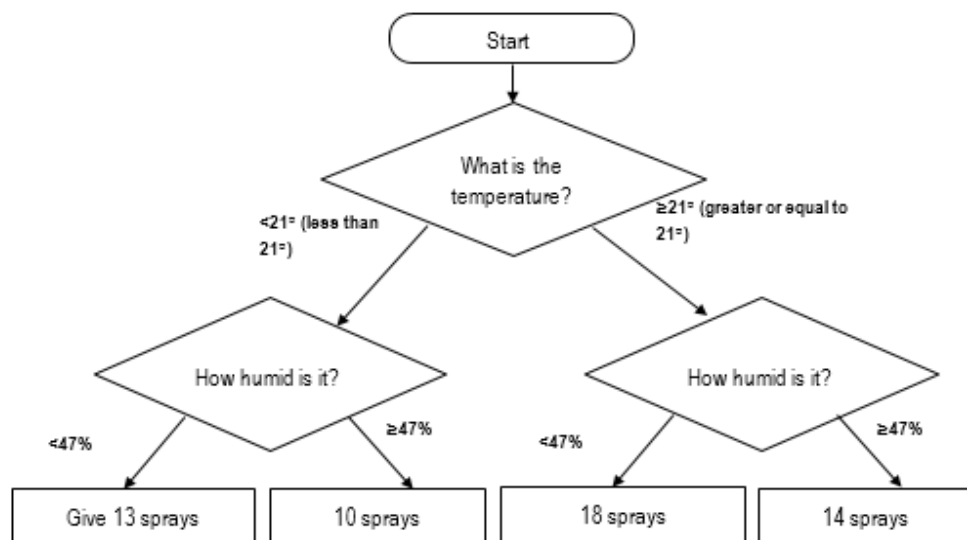 Start
What is the
temperature?
<21° (less than
21°)
≥21° (greater or equal to
21°)
How humid is it?
How humid is it?
<47%
≥47%
<47%
≥47%
Give 13 sprays
10 sprays
18 sprays
14 sprays